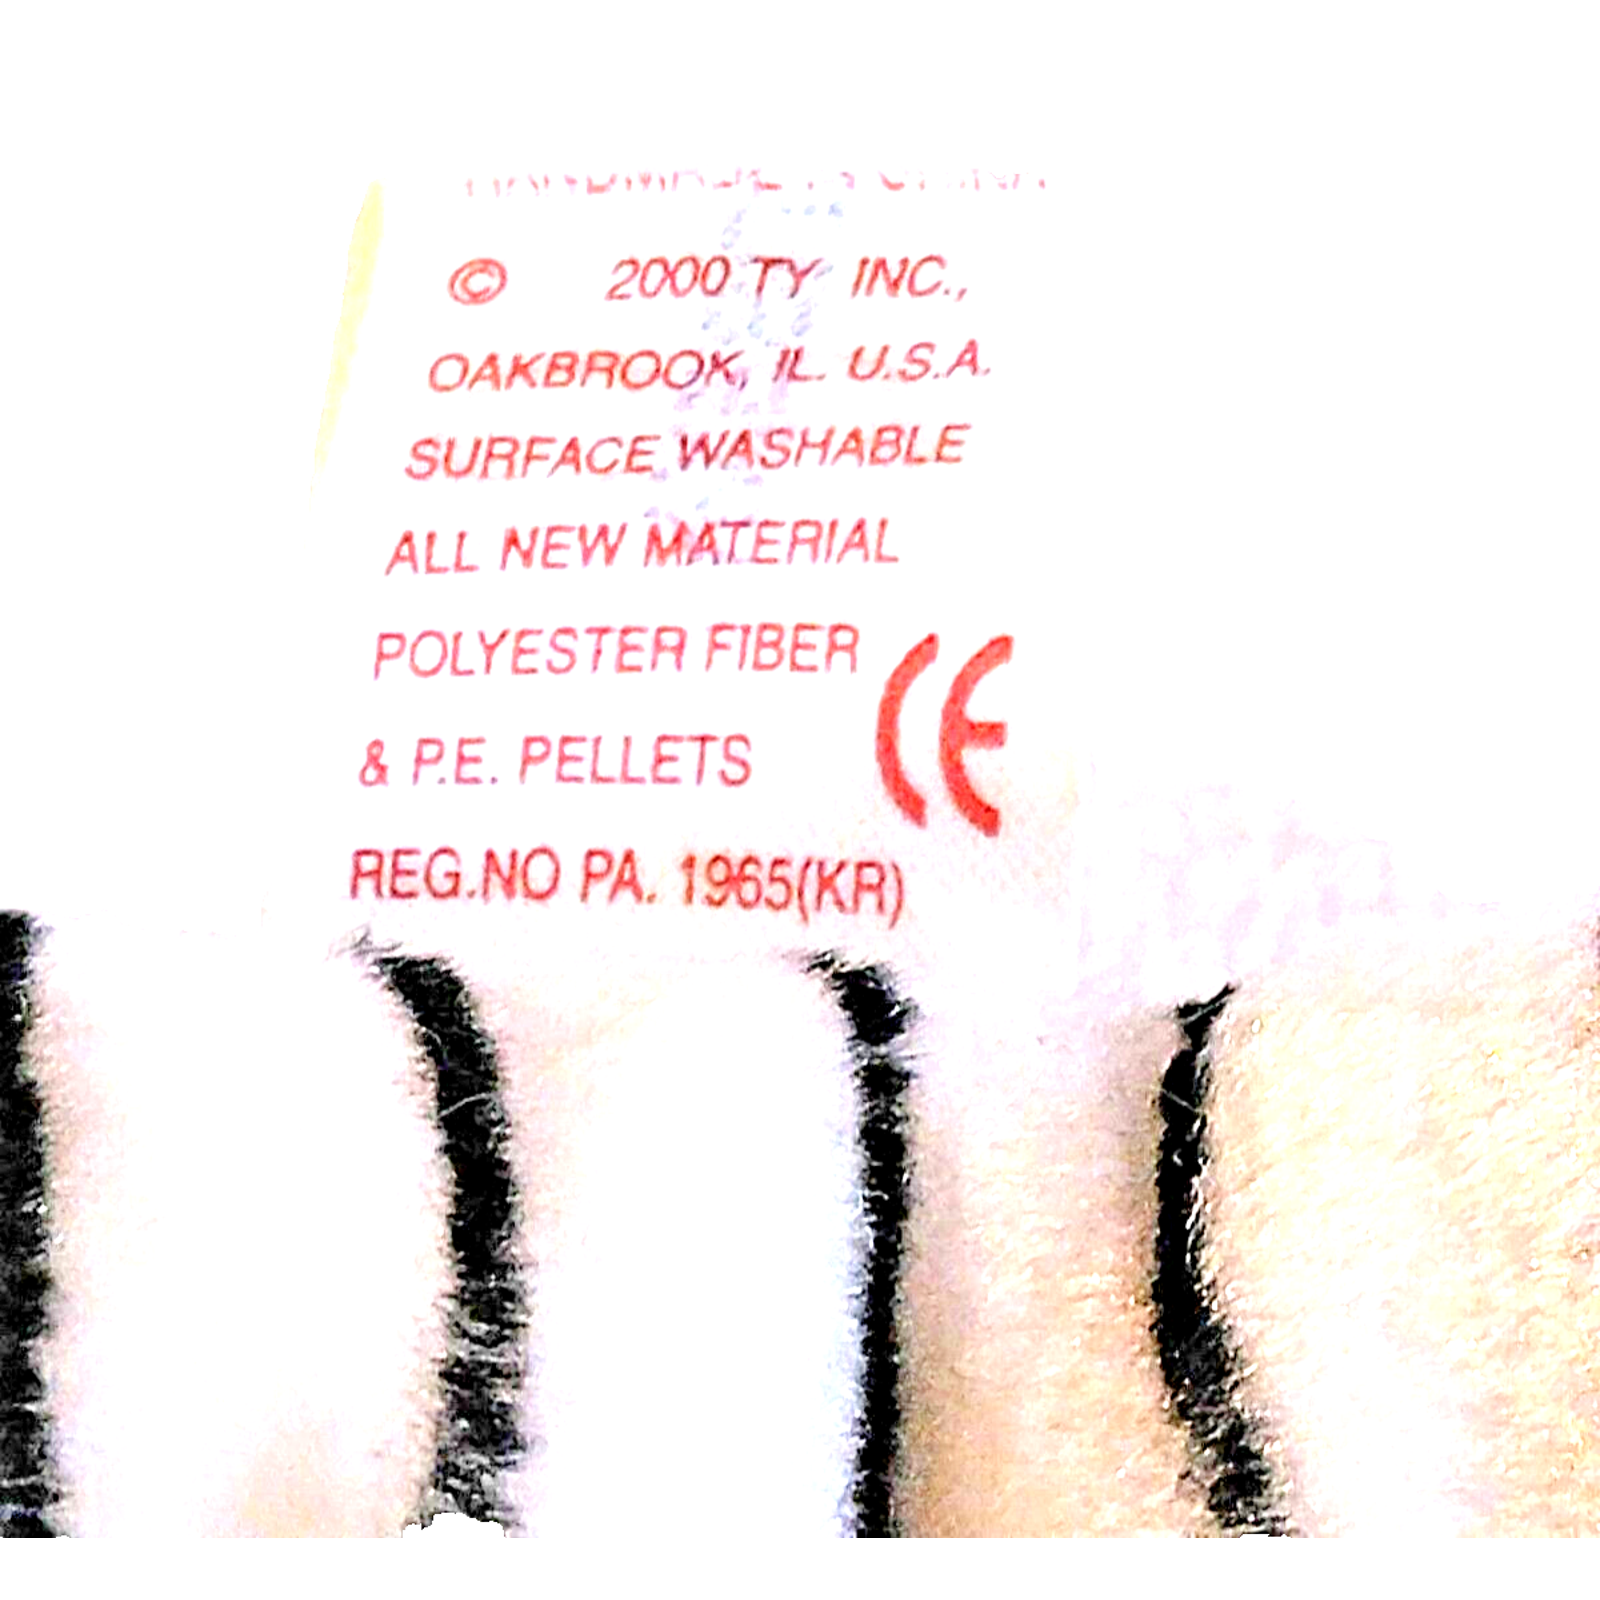 © 2000 TY INC.,
OAKBROOK, IL. U.S.A.
SURFACE WASHABLE
ALL NEW MATERIAL
POLYESTER FIBER
& P.E. PELLETS
CE
REG.NO PA. 1965(KR)